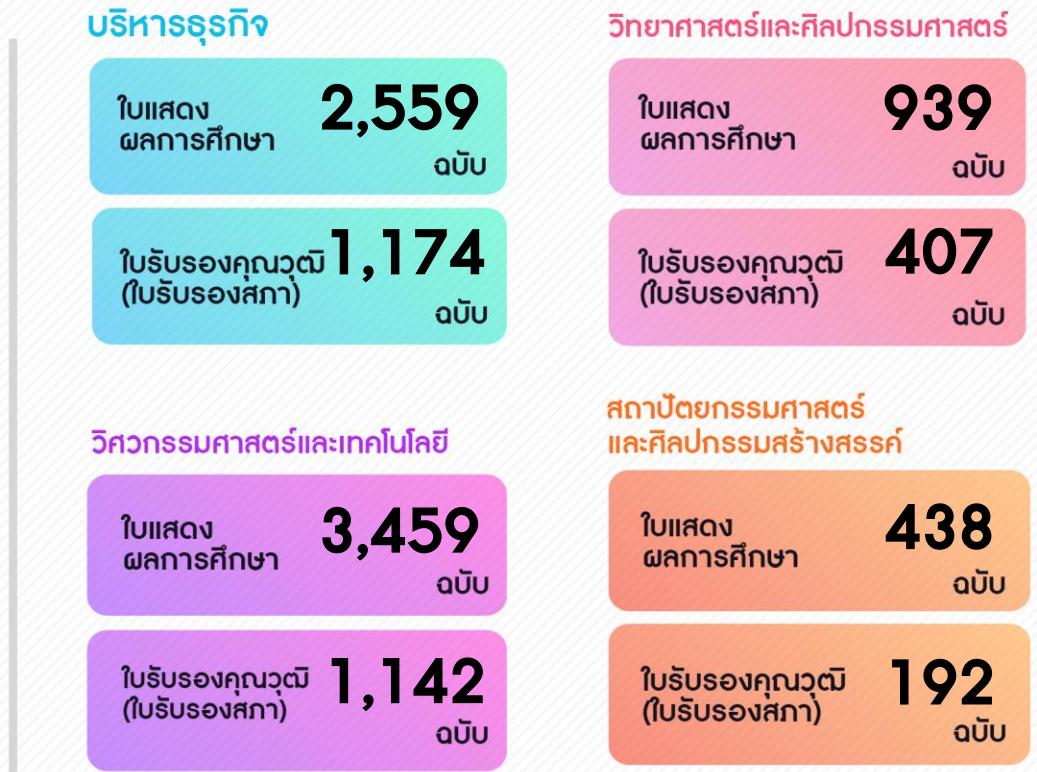 บริหารธุรกิจ
ใบแสดง
ผลการศึกษา
2,559
ฉบับ
ใบรับรองคุณวุฒิ
(ใบรับรองสภา)
1,174
ฉบับ
วิทยาศาสตร์และศิลปกรรมศาสตร์
ใบแสดง
ผลการศึกษา
939
ฉบับ
ใบรับรองคุณวุฒิ
(ใบรับรองสภา)
407
ฉบับ
วิศวกรรมศาสตร์และเทคโนโลยี
ใบแสดง
ผลการศึกษา
3,459
ฉบับ
ใบรับรองคุณวุฒิ
(ใบรับรองสภา)
1,142
ฉบับ
สถาปัตยกรรมศาสตร์
และศิลปกรรมสร้างสรรค์
ใบแสดง
ผลการศึกษา
438
ฉบับ
ใบรับรองคุณวุฒิ
(ใบรับรองสภา)
192
ฉบับ